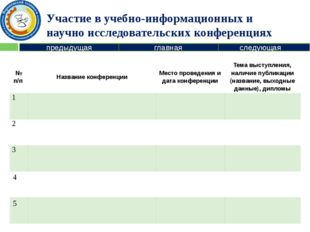 Участие в учебно-информационных и
научно исследовательских конференциях
предыдущая главная следующая
№
п/п
Название конференции
Место проведения и
дата конференции
Тема выступления,
наличие публикации
(название, выходные
данные), дипломы
1
2
3
4
5